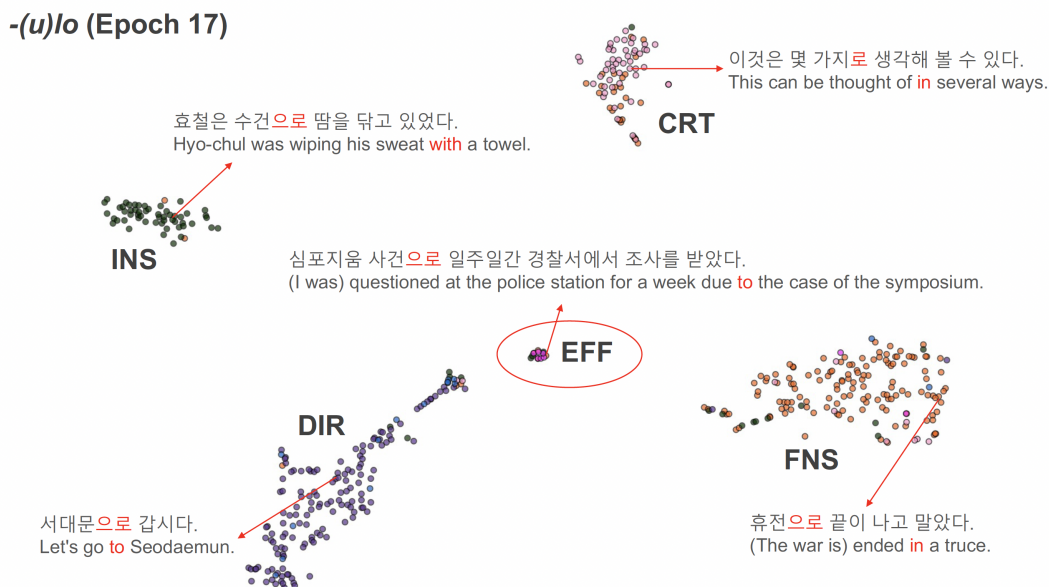 -(u)lo (Epoch 17)
이것은 몇 가지로 생각해 볼 수 있다.
This can be thought of in several ways.
CRT
효철은 수건으로 땀을 닦고 있었다.
Hyo-chul was wiping his sweat with a towel.
INS
심포지움 사건으로 일주일간 경찰서에서 조사를 받았다.
(I was) questioned at the police station for a week due to the case of the symposium.
EFF
DIR
FNS
서대문으로 갑시다.
Let's go to Seodaemun.
휴전으로 끝이 나고 말았다.
(The war is) ended in a truce.